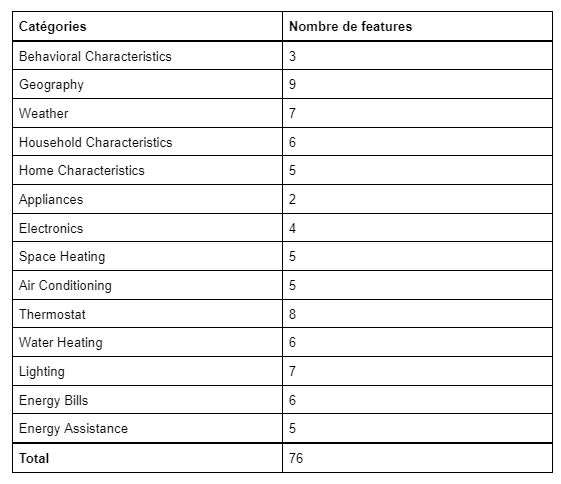 Catégories Nombre de features
Behavioral Characteristics 3
Geography 9
Weather 7
Household Characteristics 6
Home Characteristics 5
Appliances 2
Electronics 4
Space Heating 5
Air Conditioning 5
Thermostat 8
Water Heating 6
Lighting 7
Energy Bills 6
Energy Assistance 5
Total 76